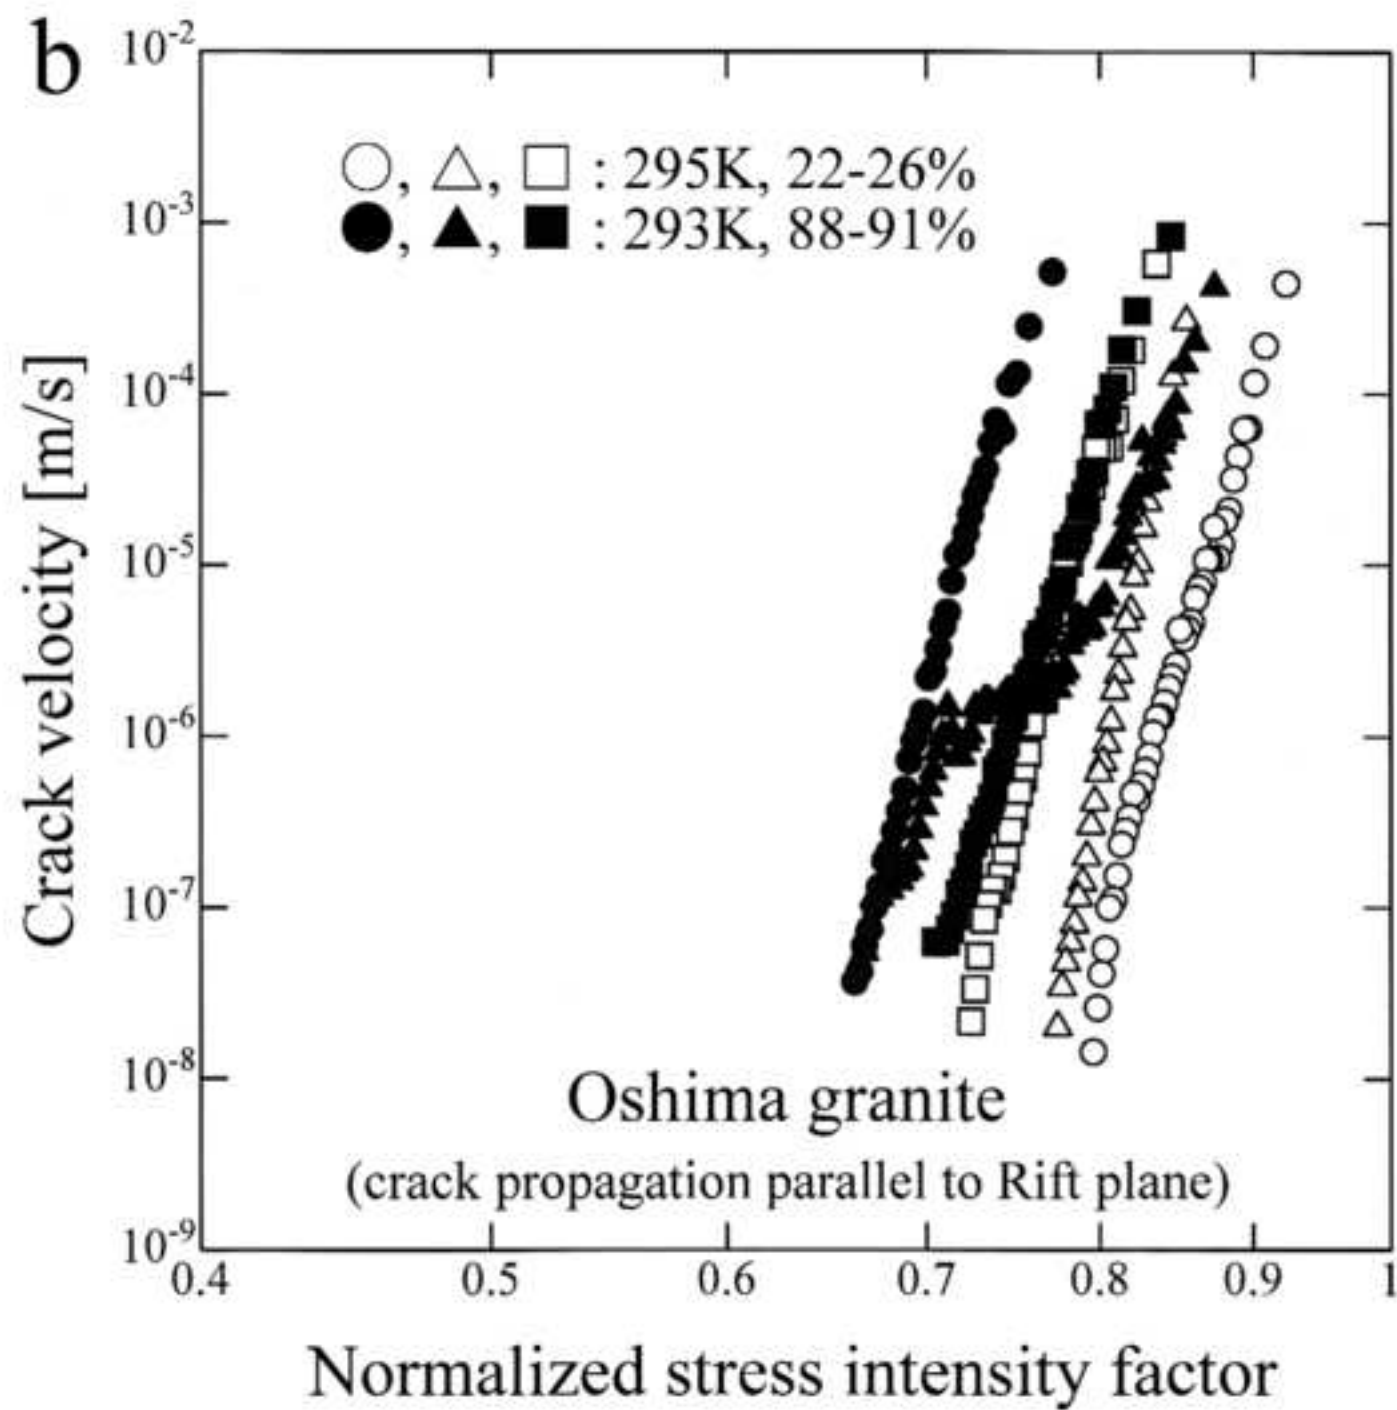 b
10^-2
10^-3
10^-4
10^-5
10^-6
10^-7
10^-8
10^-9
Crack velocity [m/s]
○, △, □ : 295K, 22-26%
●, ▲, ■ : 293K, 88-91%
Oshima granite
(crack propagation parallel to Rift plane)
0.4 0.5 0.6 0.7 0.8 0.9 1
Normalized stress intensity factor